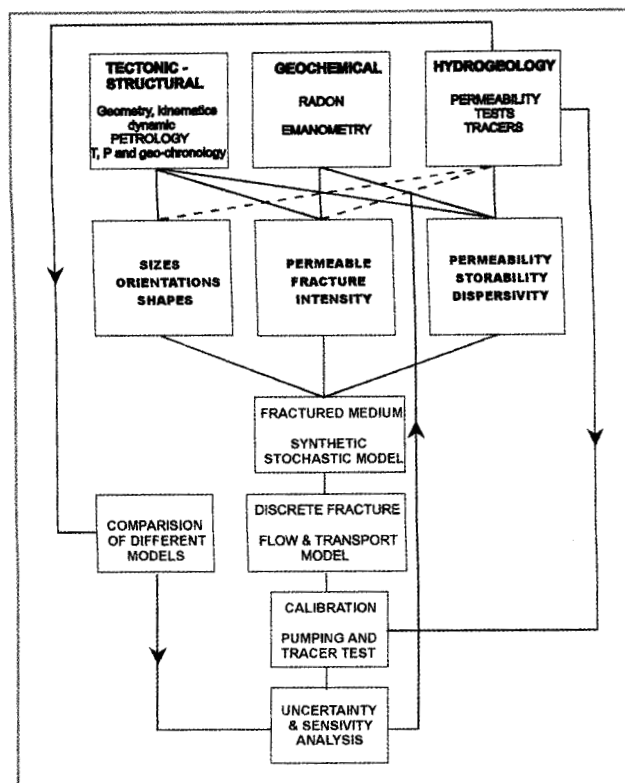 TECTONIC -
STRUCTURAL
Geometry, kinematics
dynamic
PETROLOGY
T, P and geo-chronology
GEOCHEMICAL
RADON
EMANOMETRY
HYDROGEOLOGY
PERMEABILITY
TESTS
TRACERS
SIZES
ORIENTATIONS
SHAPES
PERMEABLE
FRACTURE
INTENSITY
PERMEABILITY
STORABILITY
DISPERSIVITY
FRACTURED MEDIUM
SYNTHETIC
STOCHASTIC MODEL
COMPARISION
OF DIFFERENT
MODELS
DISCRETE FRACTURE
FLOW & TRANSPORT
MODEL
CALIBRATION
PUMPING AND
TRACER TEST
UNCERTAINTY
& SENSIVITY
ANALYSIS